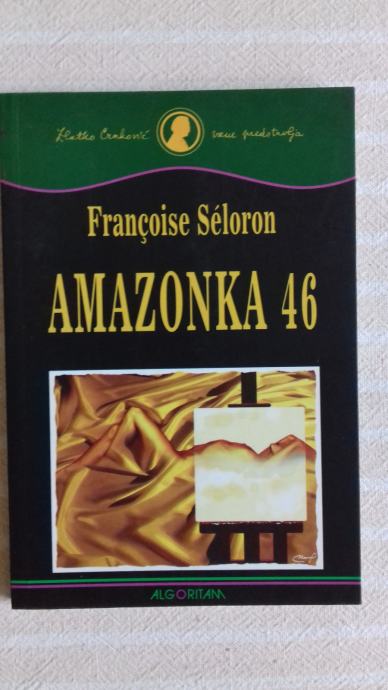 Zlatko Crnković vam predstavlja
Françoise Séloron
AMAZONKA 46
ALGORITAM